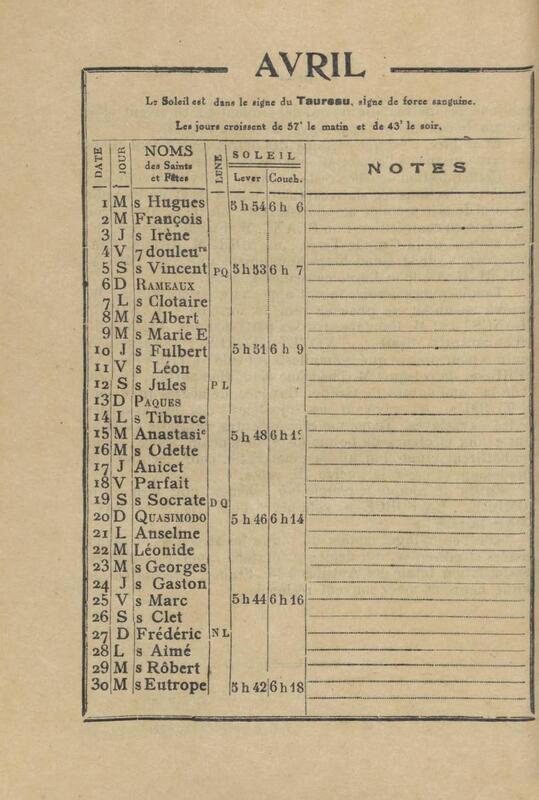 AVRIL
Le Soleil est dans le signe du Taureau, signe de force sanguine.
Les jours croissent de 57' le matin et de 43' le soir.
DATE JOUR NOMS des Saints et Fêtes LUNE SOLEIL Lever Couch. NOTES
1 M s Hugues 5 h 54 6 h 6
2 M François
3 J s Irène
4 V 7 douleurs
5 S s Vincent PQ 5 h 53 6 h 7
6 D RAMEAUX
7 L s Clotaire
8 M s Albert
9 M s Marie E
10 J s Fulbert 5 h 51 6 h 9
11 V s Léon
12 S s Jules P L
13 D PAQUES
14 L s Tiburce
15 M Anastasie 5 h 48 6 h
16 M s Odette
17 J Anicet
18 V Parfait
19 S s Socrate D Q
20 D QUASIMODO 5 h 46 6 h 14
21 L Anselme
22 M Léonide
23 M s Georges
24 J s Gaston
25 V s Marc 5 h 44 6 h 16
26 S s Clet
27 D Frédéric N L
28 L s Aimé
29 M s Rôbert
30 M s Eutrope 5 h 42 6 h 18